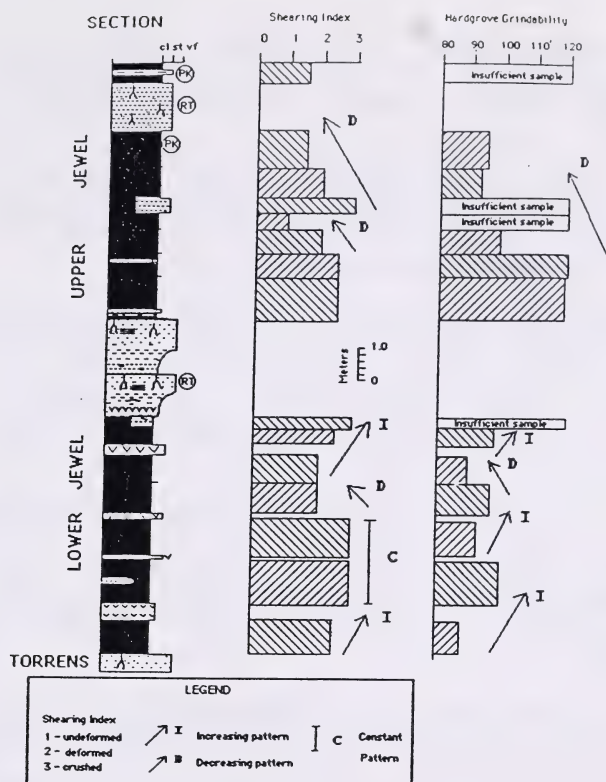 SECTION
Shearing Index
Hardgrove Grindability
cl st vf
0 1 2 3
80 90 100 110 120
PK
Insufficient sample
RT
D
PK
D
JEWEL
Insufficient sample
D
Insufficient sample
UPPER
1.0
Meters
0
RT
I
Insufficient sample
I
JEWEL
D
D
I
LOWER
C
I
I
TORRENS
LEGEND
Shearing Index
1 - undeformed
2 - deformed
3 - crushed
I Increasing pattern
D Decreasing pattern
C Constant
Pattern